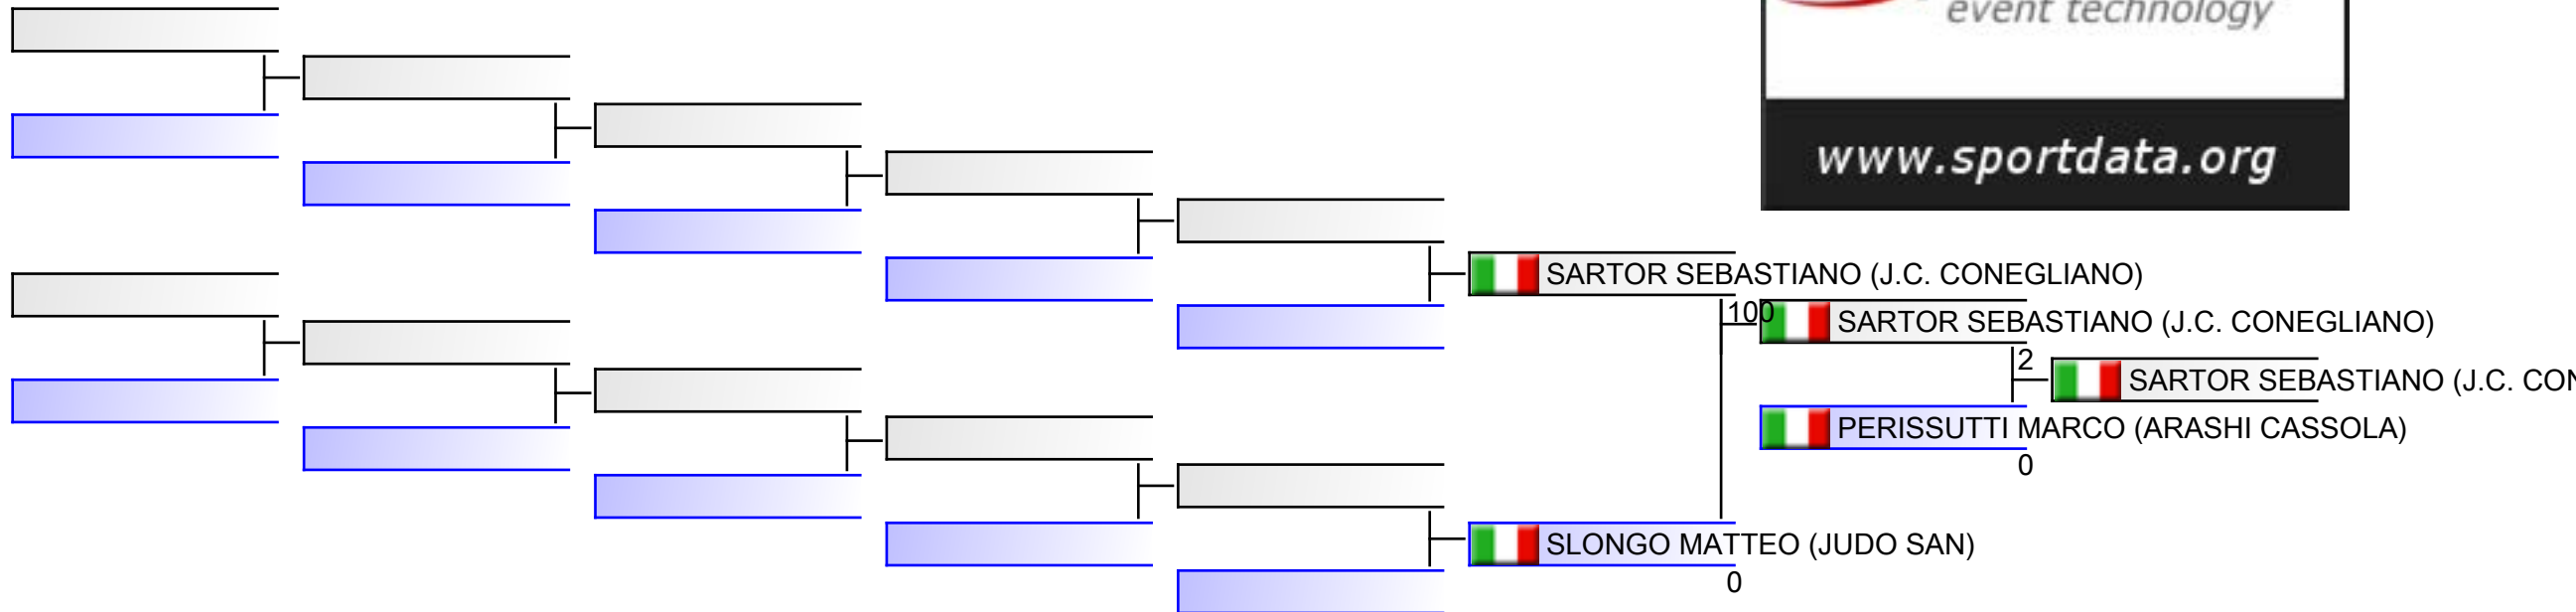 event technology
www.sportdata.org
SARTOR SEBASTIANO (J.C. CONEGLIANO)
100
SARTOR SEBASTIANO (J.C. CONEGLIANO)
2
SARTOR SEBASTIANO (J.C. CON
PERISSUTTI MARCO (ARASHI CASSOLA)
0
SLONGO MATTEO (JUDO SAN)
0